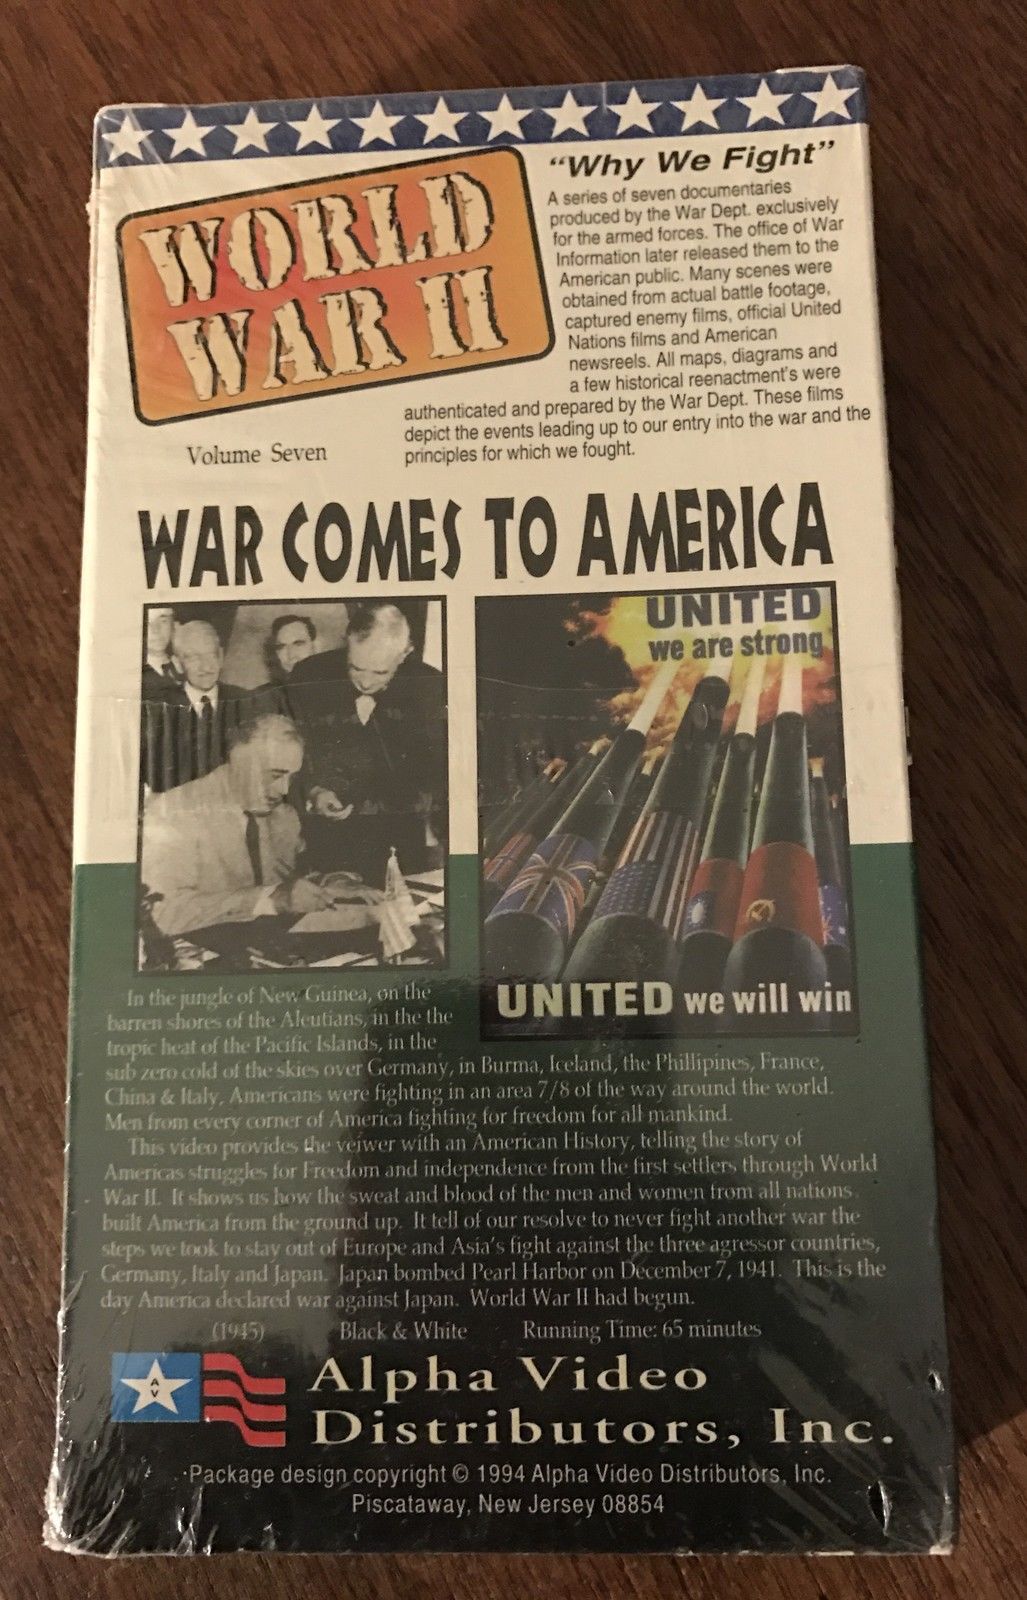 "Why We Fight"
A series of seven documentaries
produced by the War Dept. exclusively
for the armed forces. The office of War
Information later released them to the
American public. Many scenes were
obtained from actual battle footage,
captured enemy films, official United
Nations films and American
newsreels. All maps, diagrams and
a few historical reenactment's were
authenticated and prepared by the War Dept. These films
depict the events leading up to our entry into the war and the
principles for which we fought.
WORLD
WAR II
Volume Seven
WAR COMES TO AMERICA
UNITED
we are strong
UNITED we will win
In the jungle of New Guinea, on the
barren shores of the Aleutians, in the the
tropic heat of the Pacific Islands, in the
sub zero cold of the skies over Germany, in Burma, Iceland, the Phillipines, France,
China & Italy, Americans were fighting in an area 7/8 of the way around the world.
Men from every corner of America fighting for freedom for all mankind.
This video provides the veiwer with an American History, telling the story of
Americas struggles for Freedom and independence from the first settlers through World
War II. It shows us how the sweat and blood of the men and women from all nations
built America from the ground up. It tell of our resolve to never fight another war the
steps we took to stay out of Europe and Asia's fight against the three agressor countries,
Germany, Italy and Japan. Japan bombed Pearl Harbor on December 7, 1941. This is the
day America declared war against Japan. World War II had begun.
(1945) Black & White Running Time: 65 minutes
A V
Alpha Video
Distributors, Inc.
Package design copyright © 1994 Alpha Video Distributors, Inc.
Piscataway, New Jersey 08854